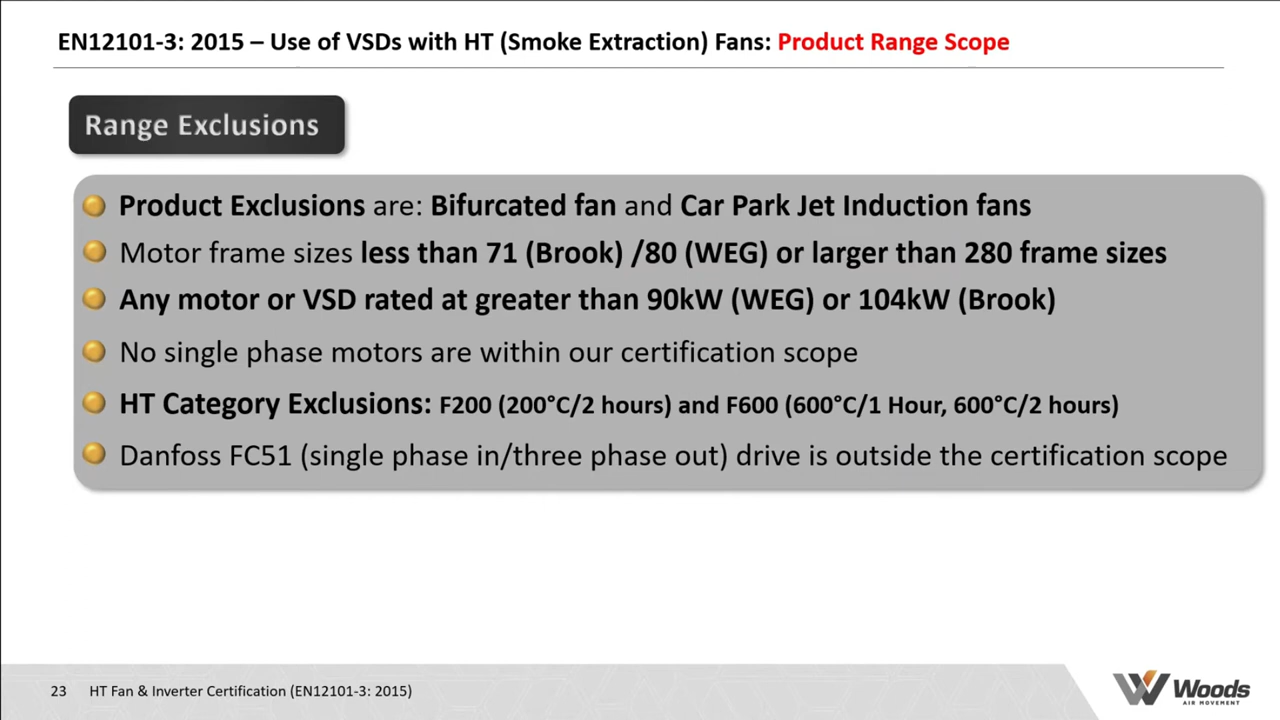 EN12101-3: 2015 – Use of VSDs with HT (Smoke Extraction) Fans: Product Range Scope
Range Exclusions
Product Exclusions are: Bifurcated fan and Car Park Jet Induction fans
Motor frame sizes less than 71 (Brook) /80 (WEG) or larger than 280 frame sizes
Any motor or VSD rated at greater than 90kW (WEG) or 104kW (Brook)
No single phase motors are within our certification scope
HT Category Exclusions: F200 (200°C/2 hours) and F600 (600°C/1 Hour, 600°C/2 hours)
Danfoss FC51 (single phase in/three phase out) drive is outside the certification scope
23 HT Fan & Inverter Certification (EN12101-3: 2015)
Woods
AIR MOVEMENT